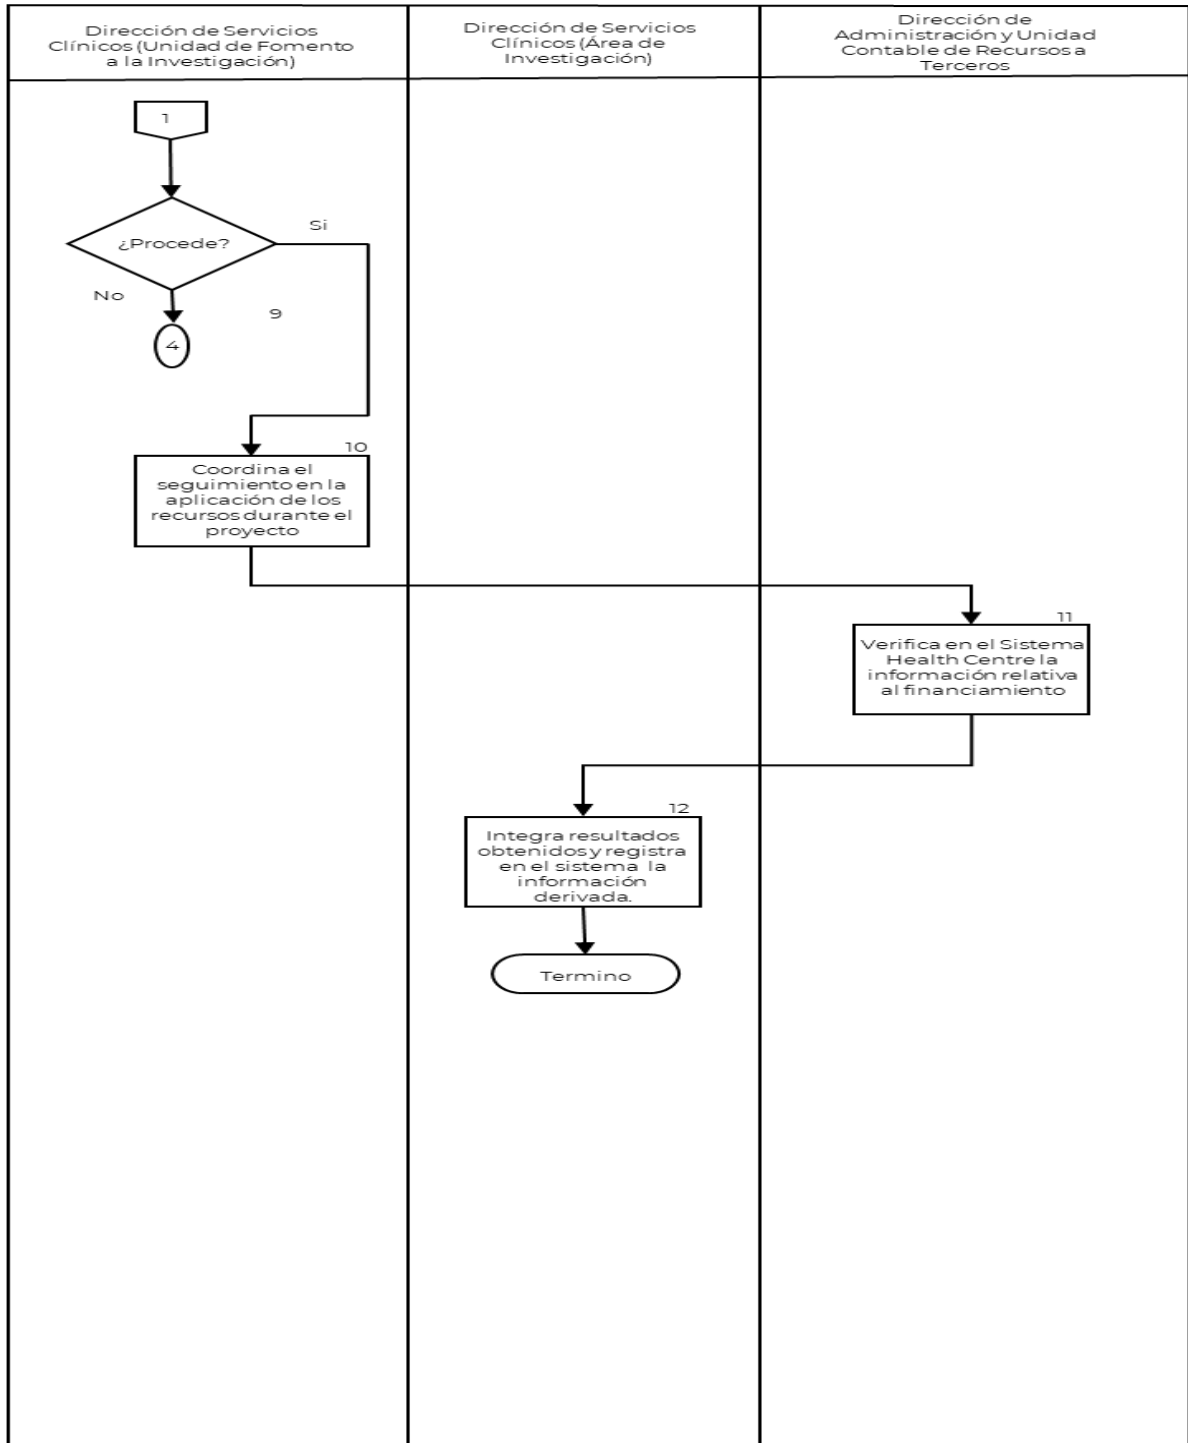 Dirección de Servicios
Clínicos (Unidad de Fomento
a la Investigación)
Dirección de Servicios
Clínicos (Área de
Investigación)
Dirección de
Administración y Unidad
Contable de Recursos a
Terceros
1
¿Procede?
Si
No
9
4
10
Coordina el
seguimiento en la
aplicación de los
recursos durante el
proyecto
11
Verifica en el Sistema
Health Centre la
información relativa
al financiamiento
12
Integra resultados
obtenidos y registra
en el sistema la
información
derivada.
Termino